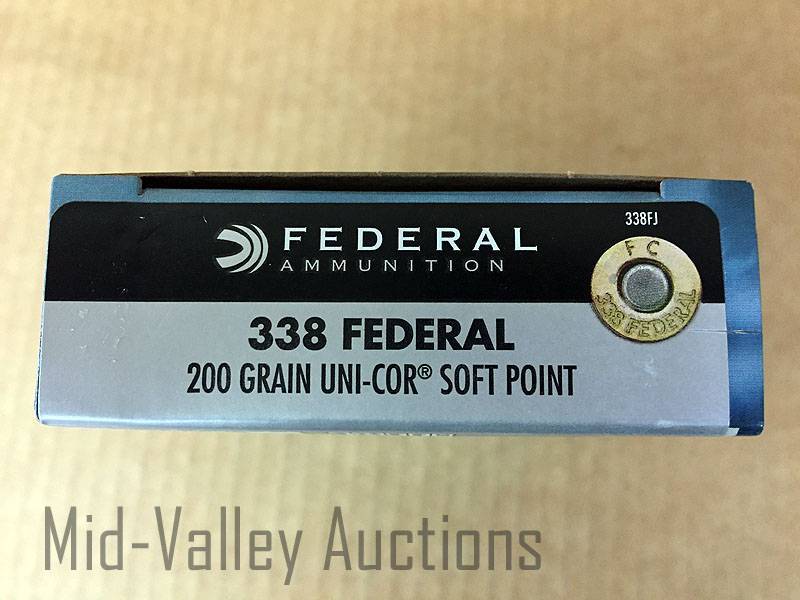 338FJ
FEDERAL
AMMUNITION
F C
338 FEDERAL
338 FEDERAL
200 GRAIN UNI-COR® SOFT POINT
Mid-Valley Auctions